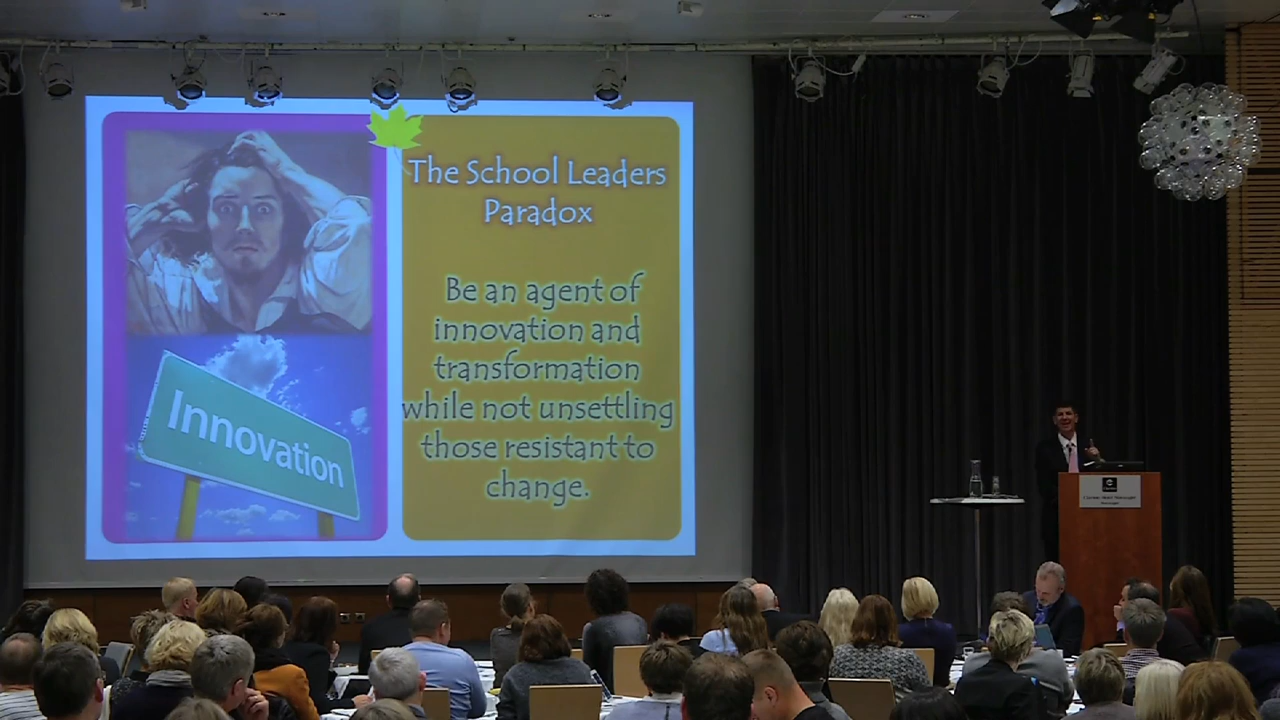 The School Leaders
Paradox
Be an agent of
innovation and
transformation
while not unsettling
those resistant to
change.
Innovation